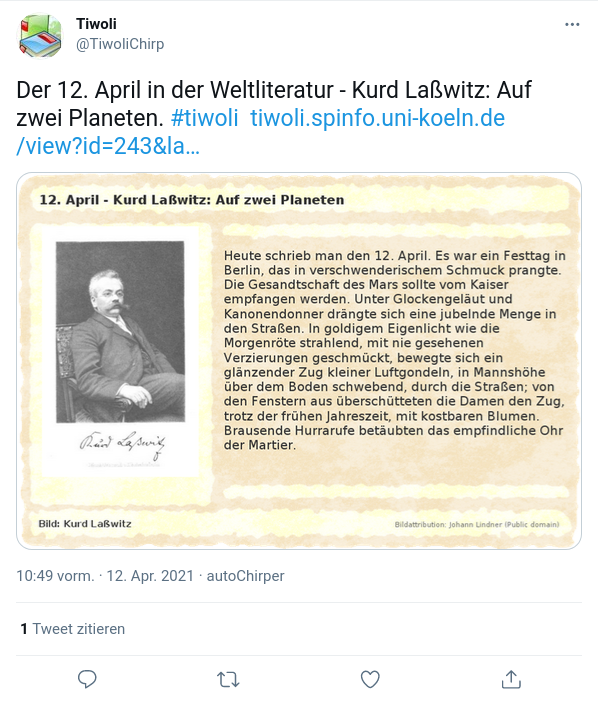 Tiwoli
@TiwoliChirp
Der 12. April in der Weltliteratur - Kurd Laßwitz: Auf
zwei Planeten. #tiwoli tiwoli.spinfo.uni-koeln.de
/view?id=243&la...
12. April - Kurd Laßwitz: Auf zwei Planeten
Heute schrieb man den 12. April. Es war ein Festtag in
Berlin, das in verschwenderischem Schmuck prangte.
Die Gesandtschaft des Mars sollte vom Kaiser
empfangen werden. Unter Glockengeläut und
Kanonendonner drängte sich eine jubelnde Menge in
den Straßen. In goldigem Eigenlicht wie die
Morgenröte strahlend, mit nie gesehenen
Verzierungen geschmückt, bewegte sich ein
glänzender Zug kleiner Luftgondeln, in Mannshöhe
über dem Boden schwebend, durch die Straßen; von
den Fenstern aus überschütteten die Damen den Zug,
trotz der frühen Jahreszeit, mit kostbaren Blumen.
Brausende Hurrarufe betäubten das empfindliche Ohr
der Martier.
Kurd Laßwitz
Bild: Kurd Laßwitz
Bildattribution: Johann Lindner (Public domain)
10:49 vorm. · 12. Apr. 2021 · autoChirper
1 Tweet zitieren